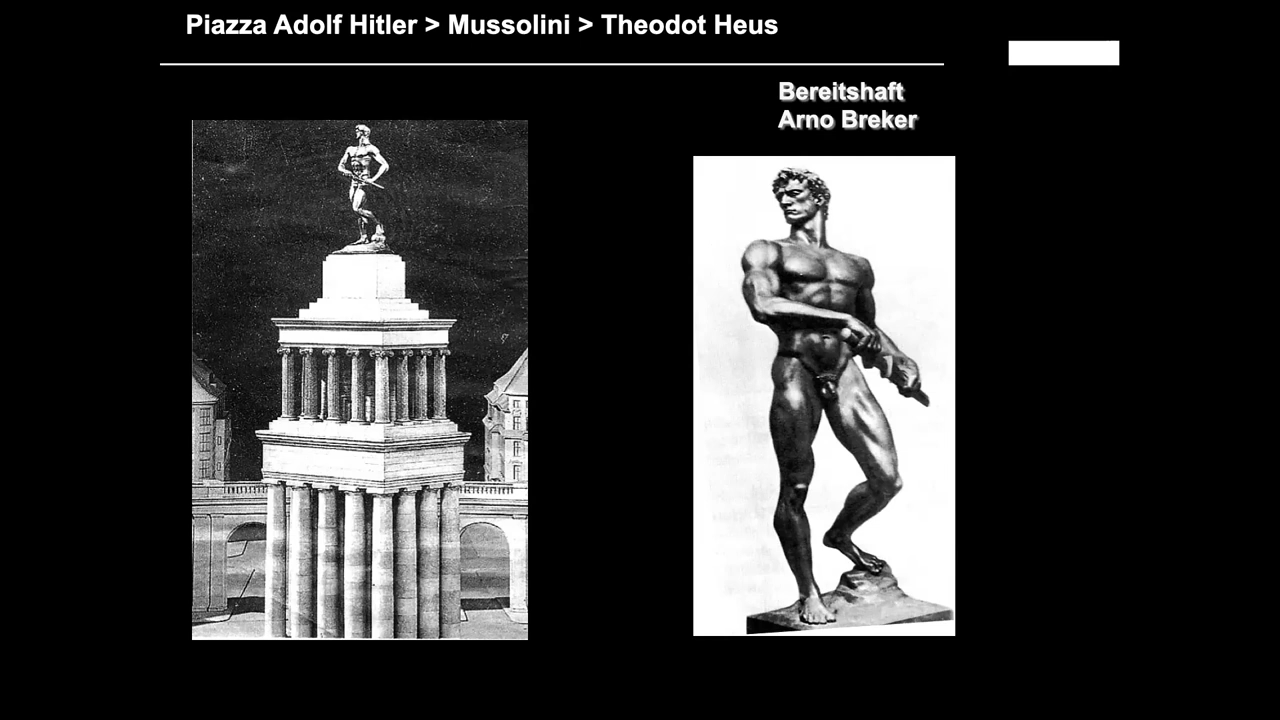 Piazza Adolf Hitler > Mussolini > Theodot Heus
Bereitshaft
Arno Breker